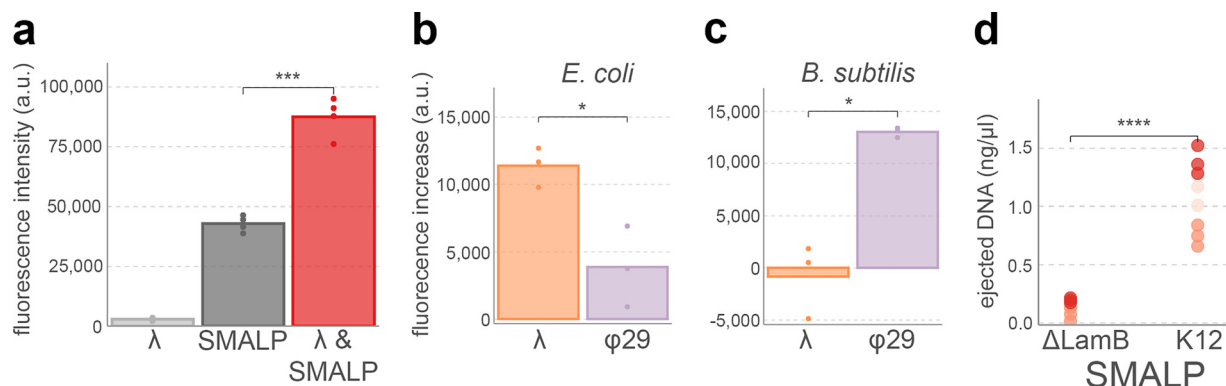 a
fluorescence intensity (a.u.)
100,000
75,000
50,000
25,000
0
***
λ
SMALP
λ &
SMALP
b
fluorecence increase (a.u.)
E. coli
15,000
10,000
5,000
0
*
λ
φ29
c
B. subtilis
15,000
10,000
5,000
0
-5,000
*
λ
φ29
d
ejected DNA (ng/µl)
1.5
1.0
0.5
0.0
****
ΔLamB
K12
SMALP